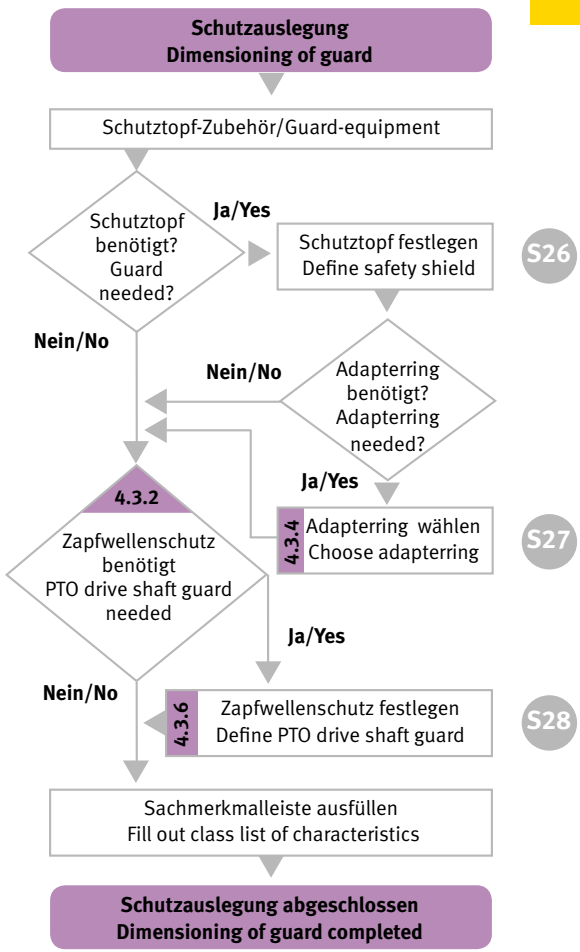 Schutzauslegung
Dimensioning of guard
Schutztopf-Zubehör/Guard-equipment
Schutztopf
benötigt?
Guard
needed?
Ja/Yes
Schutztopf festlegen
Define safety shield
S26
Nein/No
Nein/No
Adapterring
benötigt?
Adapterring
needed?
Ja/Yes
4.3.4
Adapterring wählen
Choose adapterring
S27
4.3.2
Zapfwellenschutz
benötigt
PTO drive shaft guard
needed
Ja/Yes
Nein/No
4.3.6
Zapfwellenschutz festlegen
Define PTO drive shaft guard
S28
Sachmerkmalleiste ausfüllen
Fill out class list of characteristics
Schutzauslegung abgeschlossen
Dimensioning of guard completed